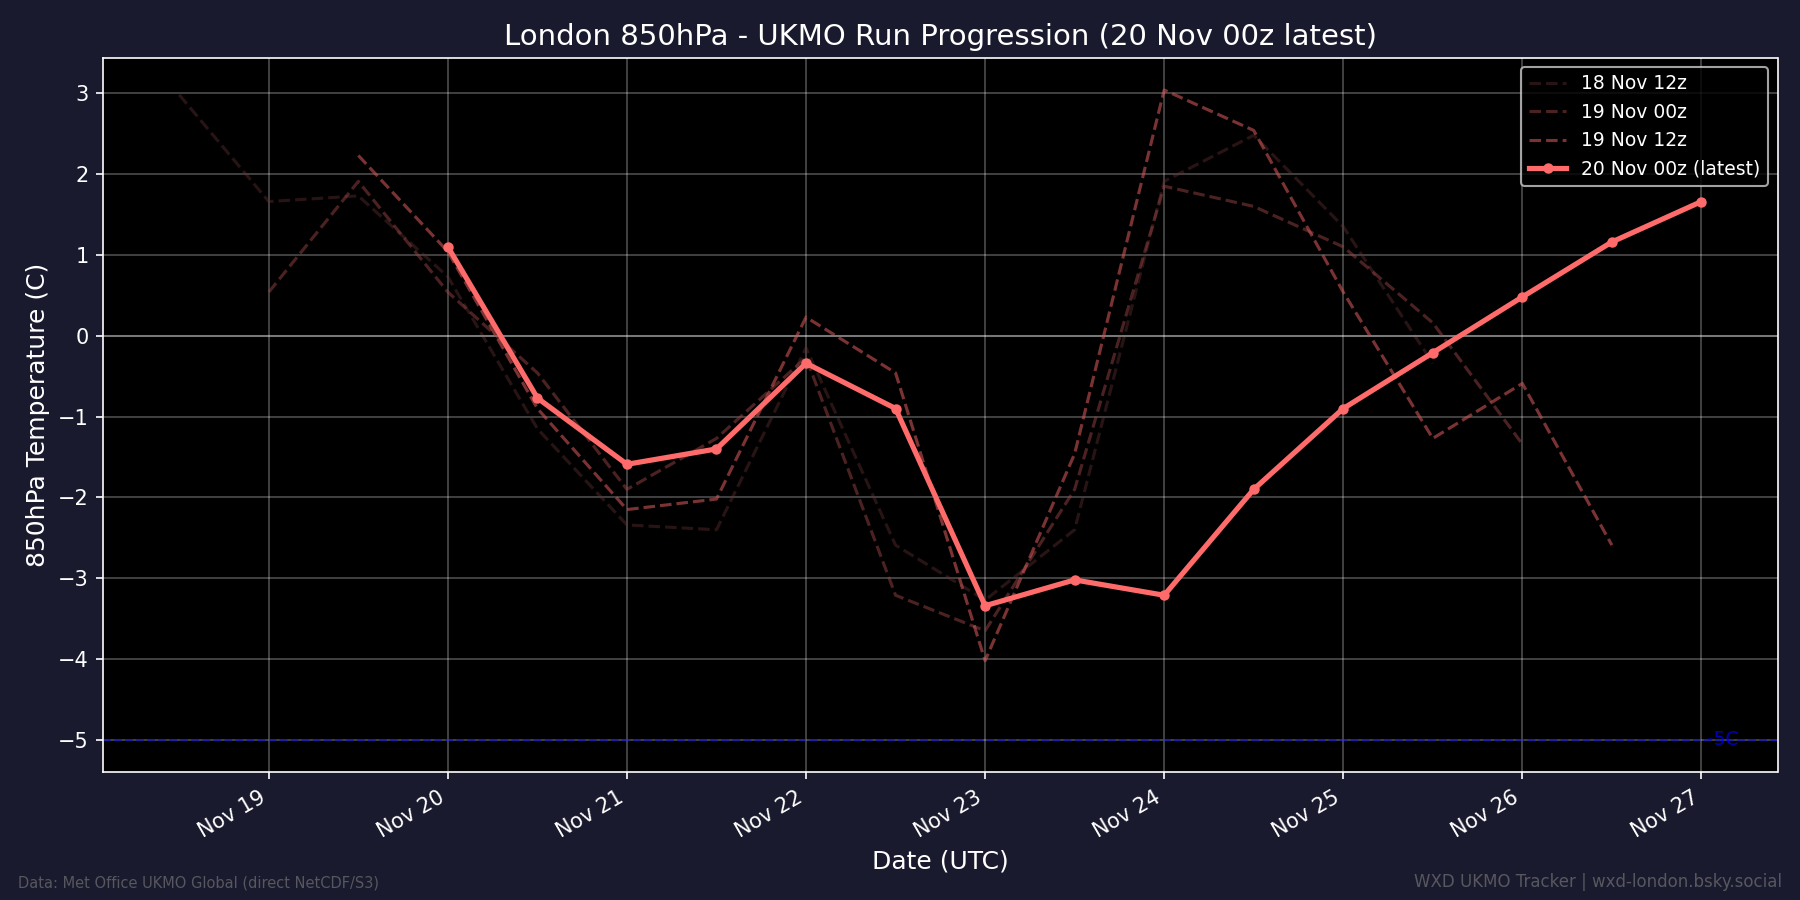 London 850hPa - UKMO Run Progression (20 Nov 00z latest)
18 Nov 12z
19 Nov 00z
19 Nov 12z
20 Nov 00z (latest)
850hPa Temperature (C)
3
2
1
0
−1
−2
−3
−4
−5
-5C
Nov 19
Nov 20
Nov 21
Nov 22
Nov 23
Nov 24
Nov 25
Nov 26
Nov 27
Date (UTC)
Data: Met Office UKMO Global (direct NetCDF/S3)
WXD UKMO Tracker | wxd-london.bsky.social